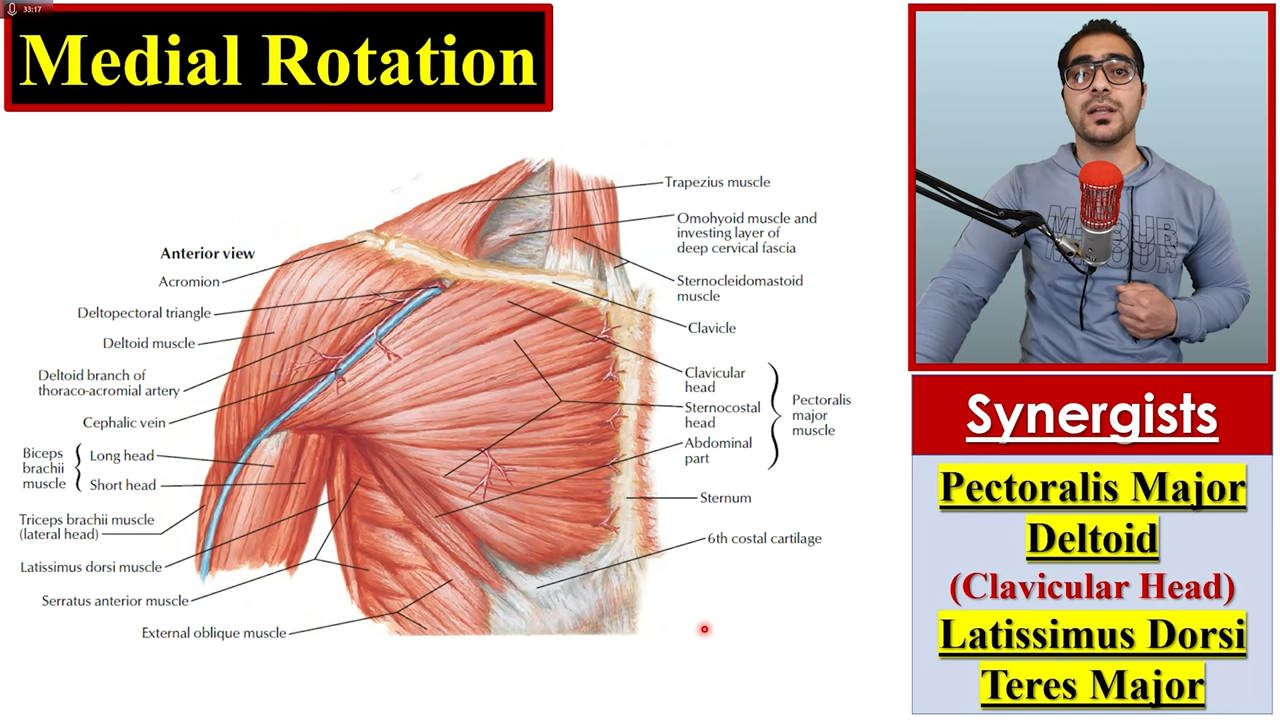 33:17
Medial Rotation
Anterior view
Acromion
Deltopectoral triangle
Deltoid muscle
Deltoid branch of
thoraco-acromial artery
Cephalic vein
Biceps
brachii
muscle
Long head
Short head
Triceps brachii muscle
(lateral head)
Latissimus dorsi muscle
Serratus anterior muscle
External oblique muscle
Trapezius muscle
Omohyoid muscle and
investing layer of
deep cervical fascia
Sternocleidomastoid
muscle
Clavicle
Clavicular
head
Sternocostal
head
Abdominal
part
Pectoralis
major
muscle
Sternum
6th costal cartilage
Synergists
Pectoralis Major
Deltoid
(Clavicular Head)
Latissimus Dorsi
Teres Major